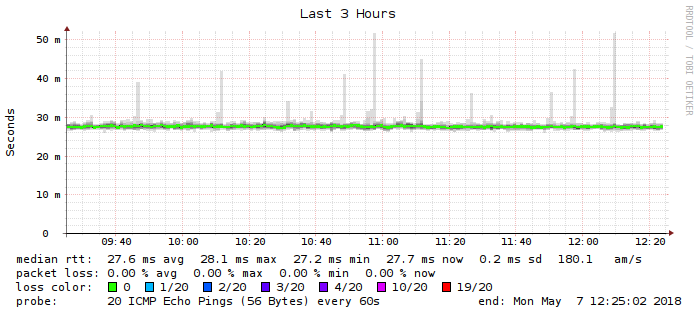 Last 3 Hours
RRDTOOL / TOBI OETIKER
Seconds
50 m
40 m
30 m
20 m
10 m
0
09:40 10:00 10:20 10:40 11:00 11:20 11:40 12:00 12:20
median rtt: 27.6 ms avg 28.1 ms max 27.2 ms min 27.7 ms now 0.2 ms sd 180.1 am/s
packet loss: 0.00 % avg 0.00 % max 0.00 % min 0.00 % now
loss color: 0 1/20 2/20 3/20 4/20 10/20 19/20
probe: 20 ICMP Echo Pings (56 Bytes) every 60s end: Mon May 7 12:25:02 2018